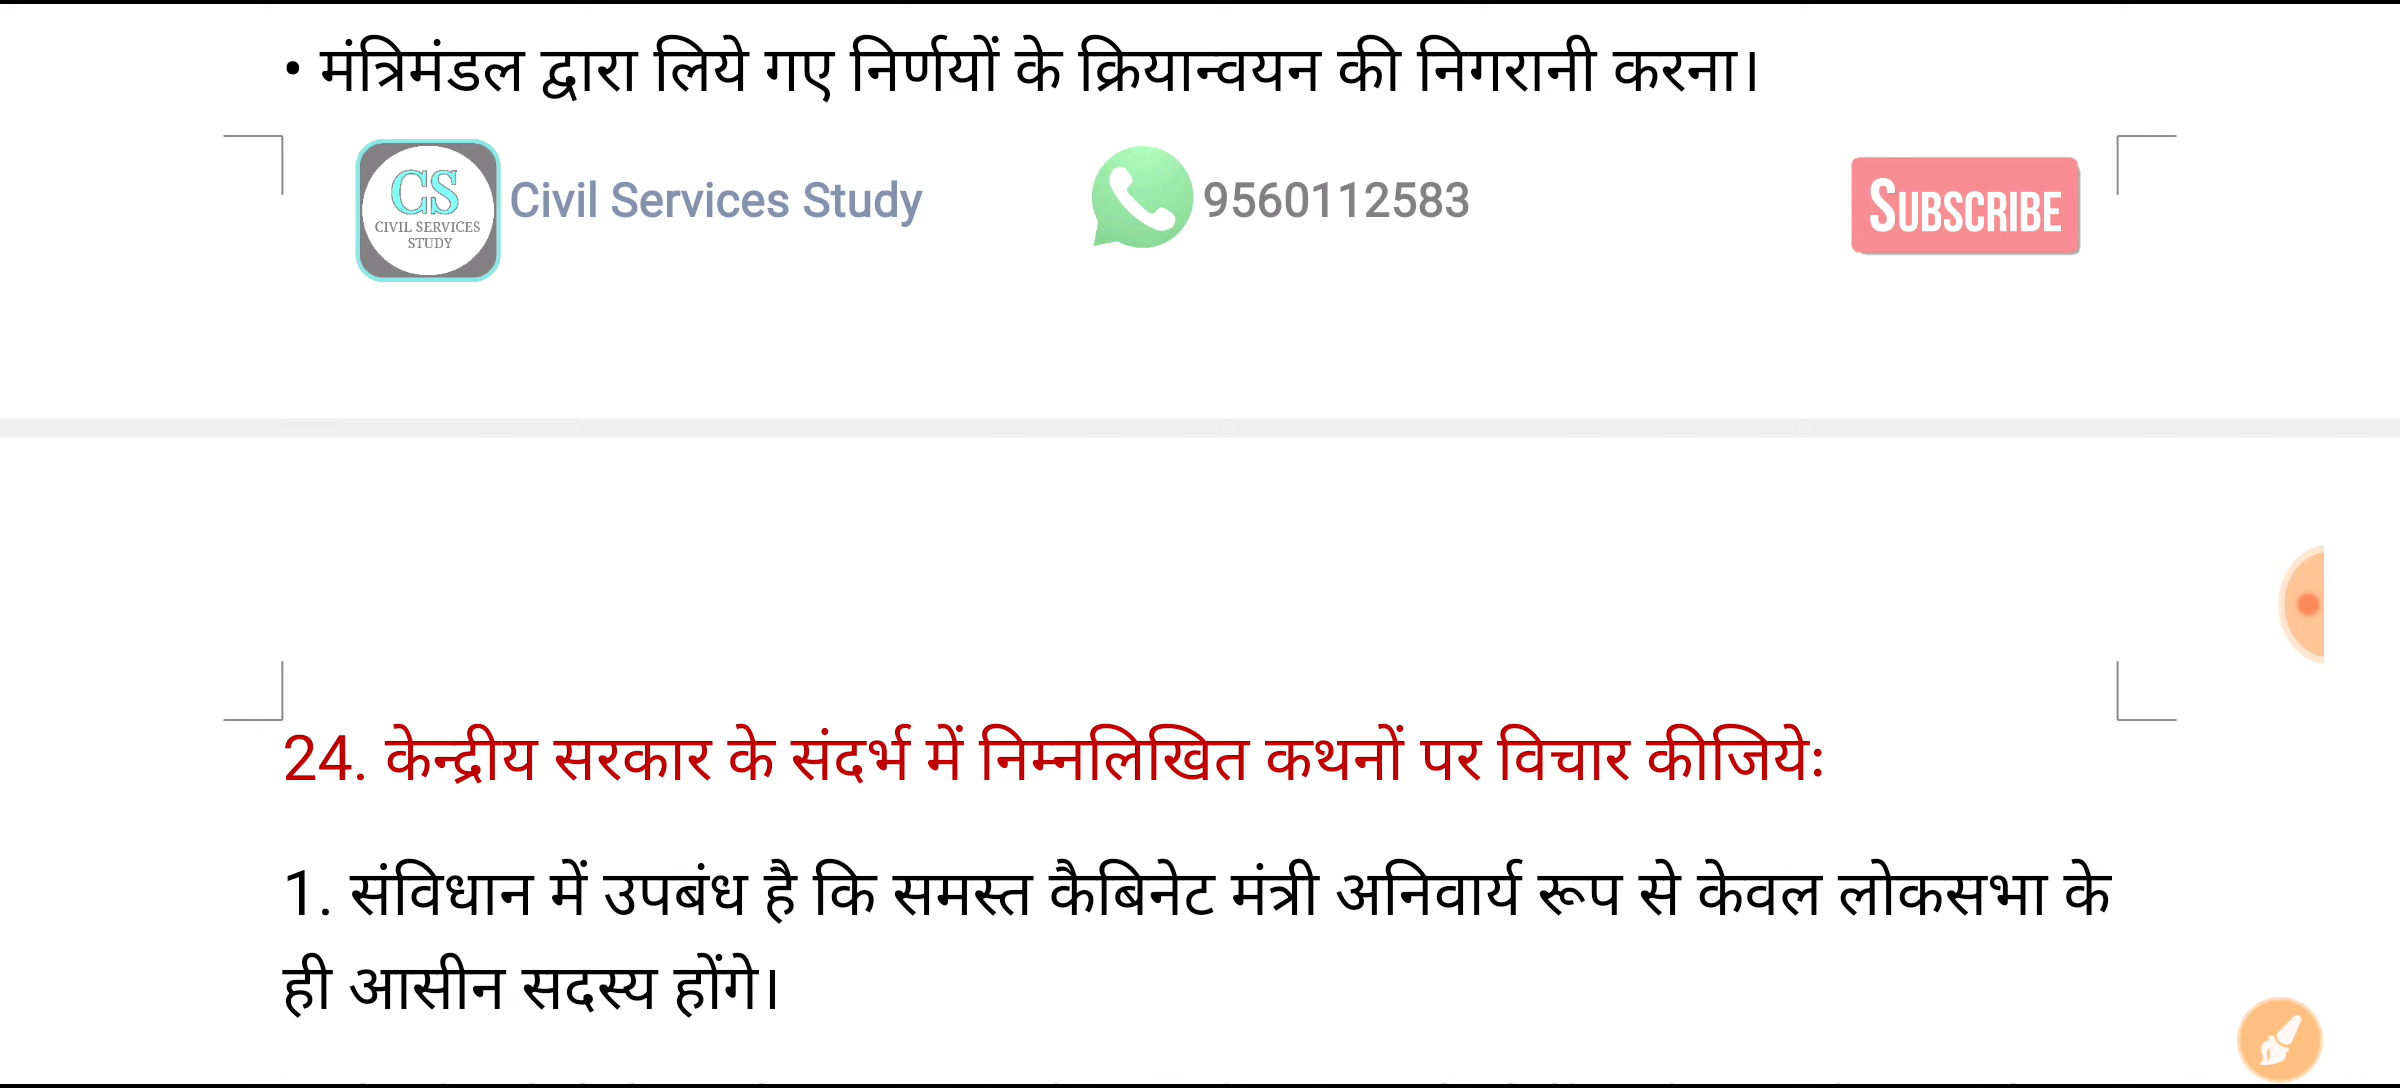 • मंत्रिमंडल द्वारा लिये गए निर्णयों के क्रियान्वयन की निगरानी करना।
CS
CIVIL SERVICES
STUDY
Civil Services Study
9560112583
SUBSCRIBE
24. केन्द्रीय सरकार के संदर्भ में निम्नलिखित कथनों पर विचार कीजिये:
1. संविधान में उपबंध है कि समस्त कैबिनेट मंत्री अनिवार्य रूप से केवल लोकसभा के
ही आसीन सदस्य होंगे।